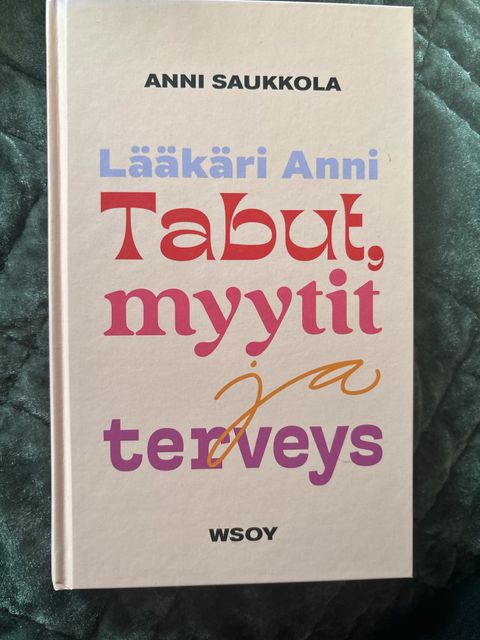 ANNI SAUKKOLA
Lääkäri Anni
Tabut,
myytit
ja
terveys
WSOY